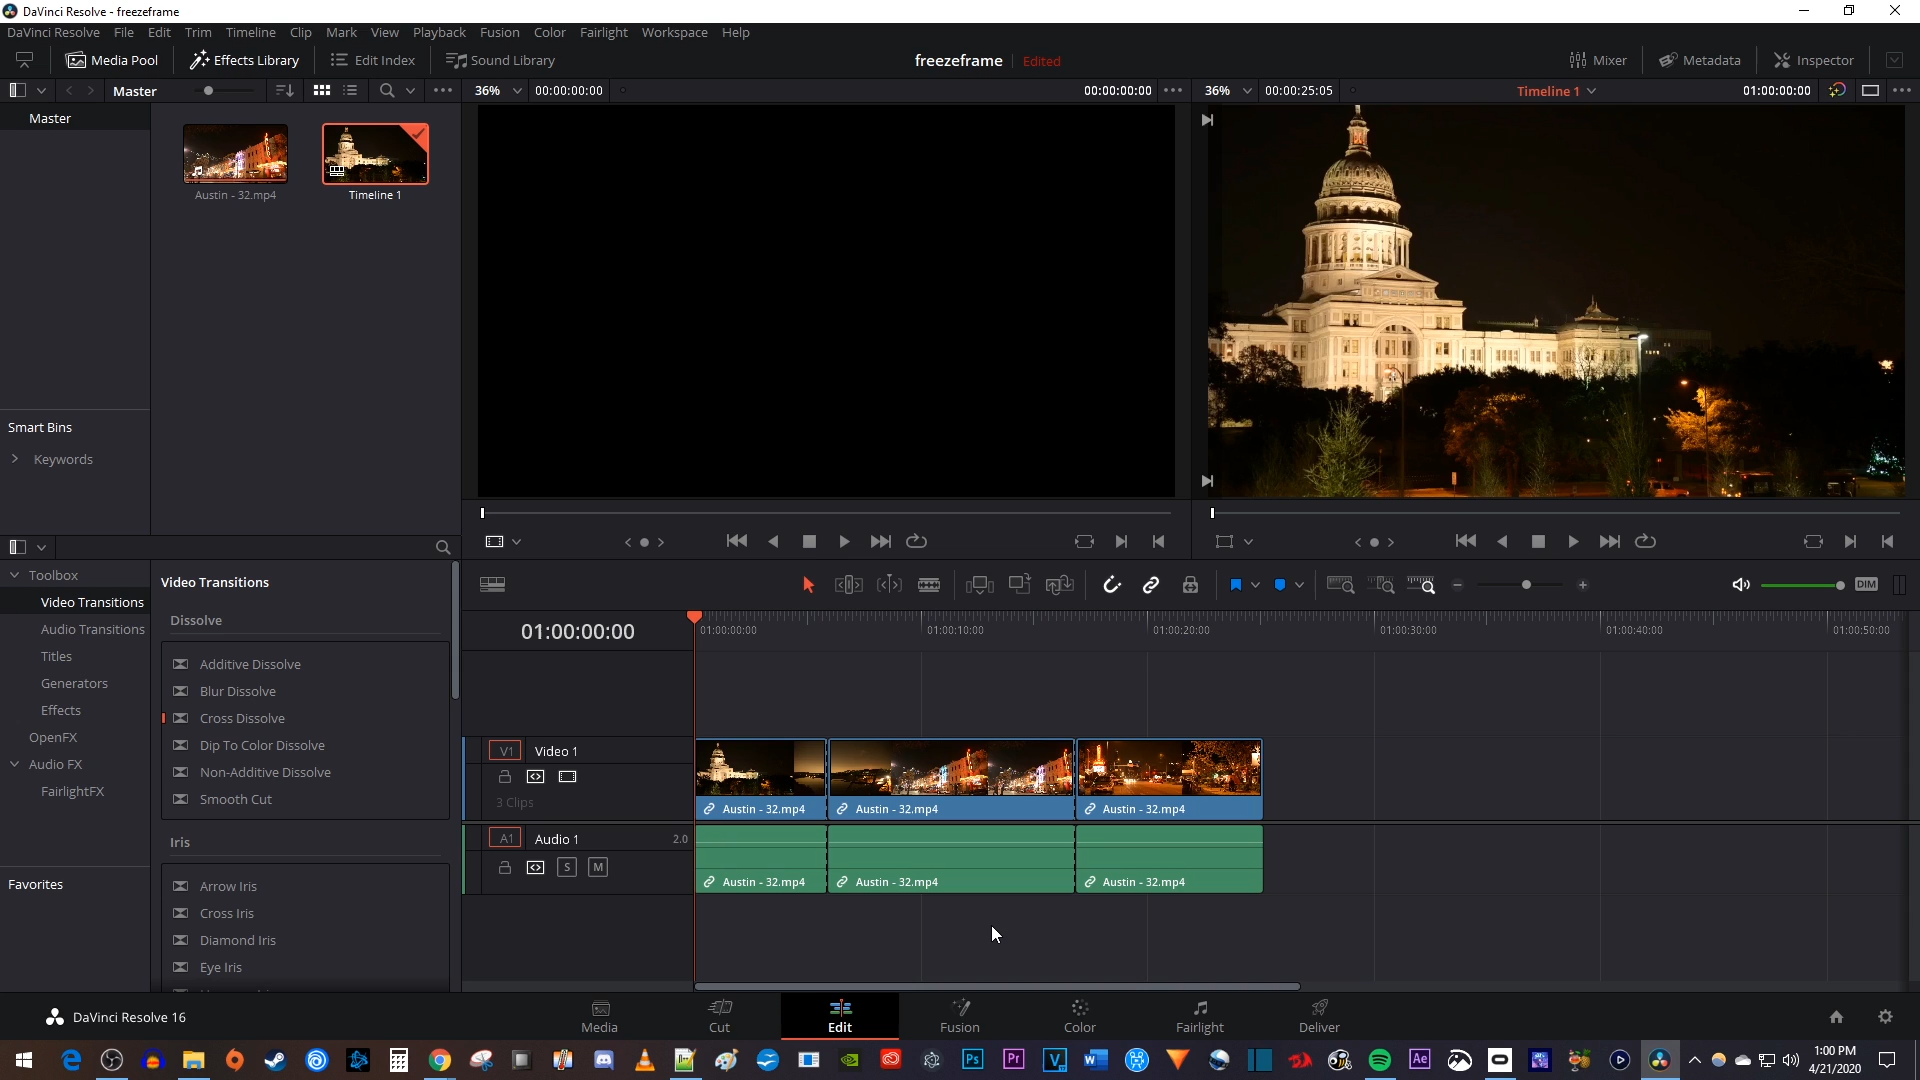 DaVinci Resolve - freezeframe
DaVinci Resolve File Edit Trim Timeline Clip Mark View Playback Fusion Color Fairlight Workspace Help
Media Pool Effects Library Edit Index Sound Library freezeframe Edited Mixer Metadata Inspector
Master 36% 00:00:00:00 00:00:00:00 36% 00:00:25:05 Timeline 1 01:00:00:00
Master
Austin - 32.mp4 Timeline 1
Smart Bins
Keywords
Toolbox
Video Transitions
Audio Transitions
Titles
Generators
Effects
OpenFX
Audio FX
FairlightFX
Favorites
Video Transitions
Dissolve
Additive Dissolve
Blur Dissolve
Cross Dissolve
Dip To Color Dissolve
Non-Additive Dissolve
Smooth Cut
Iris
Arrow Iris
Cross Iris
Diamond Iris
Eye Iris
DIM
01:00:00:00 01:00:00:00 01:00:10:00 01:00:20:00 01:00:30:00 01:00:40:00 01:00:50:00
V1 Video 1
3 Clips
Austin - 32.mp4 Austin - 32.mp4 Austin - 32.mp4
A1 Audio 1 2.0
S M
Austin - 32.mp4 Austin - 32.mp4 Austin - 32.mp4
DaVinci Resolve 16 Media Cut Edit Fusion Color Fairlight Deliver
Ps Pr V W Ae
1:00 PM
4/21/2020